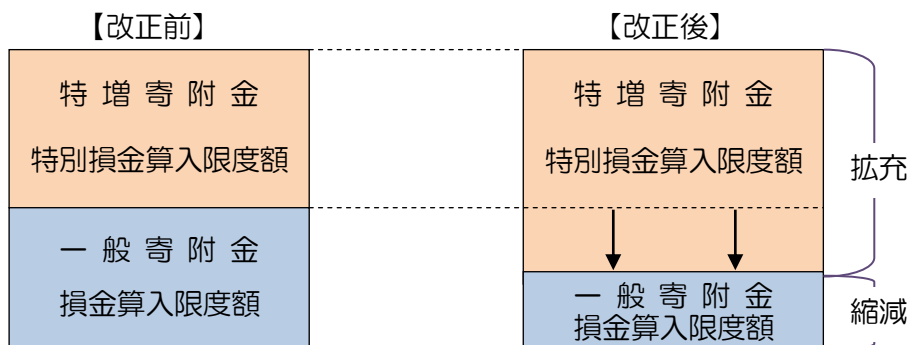 【改正前】
特増寄附金
特別損金算入限度額
一般寄附金
損金算入限度額
【改正後】
特増寄附金
特別損金算入限度額
一般寄附金
損金算入限度額
拡充
縮減